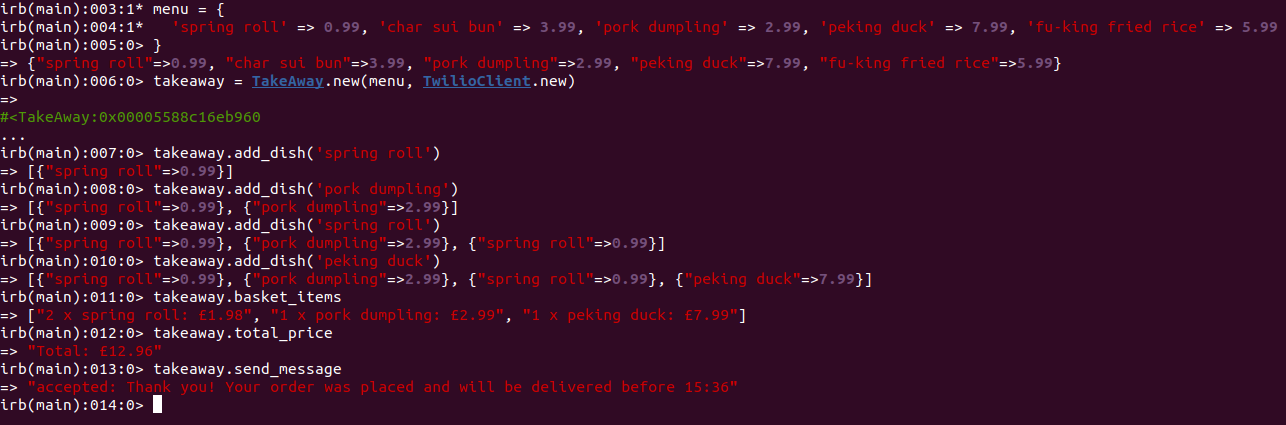 irb(main):003:1* menu = {
irb(main):004:1*   'spring roll' => 0.99, 'char sui bun' => 3.99, 'pork dumpling' => 2.99, 'peking duck' => 7.99, 'fu-king fried rice' => 5.99
irb(main):005:0> }
=> {"spring roll"=>0.99, "char sui bun"=>3.99, "pork dumpling"=>2.99, "peking duck"=>7.99, "fu-king fried rice"=>5.99}
irb(main):006:0> takeaway = TakeAway.new(menu, TwilioClient.new)
=>
#<TakeAway:0x00005588c16eb960
...
irb(main):007:0> takeaway.add_dish('spring roll')
=> [{"spring roll"=>0.99}]
irb(main):008:0> takeaway.add_dish('pork dumpling')
=> [{"spring roll"=>0.99}, {"pork dumpling"=>2.99}]
irb(main):009:0> takeaway.add_dish('spring roll')
=> [{"spring roll"=>0.99}, {"pork dumpling"=>2.99}, {"spring roll"=>0.99}]
irb(main):010:0> takeaway.add_dish('peking duck')
=> [{"spring roll"=>0.99}, {"pork dumpling"=>2.99}, {"spring roll"=>0.99}, {"peking duck"=>7.99}]
irb(main):011:0> takeaway.basket_items
=> ["2 x spring roll: £1.98", "1 x pork dumpling: £2.99", "1 x peking duck: £7.99"]
irb(main):012:0> takeaway.total_price
=> "Total: £12.96"
irb(main):013:0> takeaway.send_message
=> "accepted: Thank you! Your order was placed and will be delivered before 15:36"
irb(main):014:0>